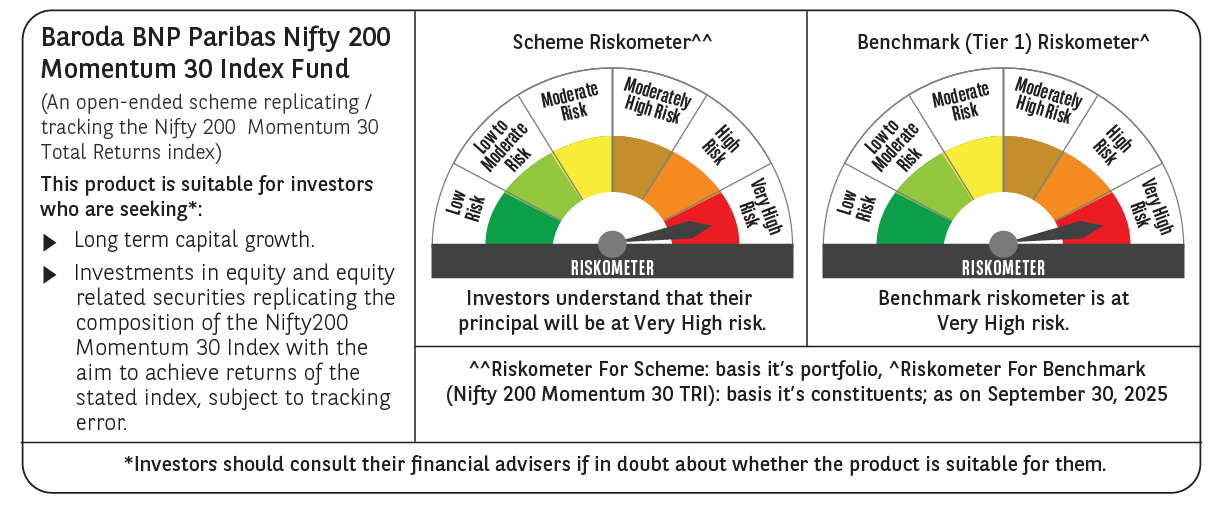 Baroda BNP Paribas Nifty 200
Momentum 30 Index Fund
(An open-ended scheme replicating /
tracking the Nifty 200 Momentum 30
Total Returns index)
This product is suitable for investors
who are seeking*:
▶ Long term capital growth.
▶ Investments in equity and equity
related securities replicating the
composition of the Nifty200
Momentum 30 Index with the
aim to achieve returns of the
stated index, subject to tracking
error.
Scheme Riskometer^^
Low
Risk
Low to
Moderate
Risk
Moderate
Risk
Moderately
High Risk
High
Risk
Very High
Risk
RISKOMETER
Investors understand that their
principal will be at Very High risk.
Benchmark (Tier 1) Riskometer^
Low
Risk
Low to
Moderate
Risk
Moderate
Risk
Moderately
High Risk
High
Risk
Very High
Risk
RISKOMETER
Benchmark riskometer is at
Very High risk.
^^Riskometer For Scheme: basis it's portfolio, ^Riskometer For Benchmark
(Nifty 200 Momentum 30 TRI): basis it's constituents; as on September 30, 2025
*Investors should consult their financial advisers if in doubt about whether the product is suitable for them.